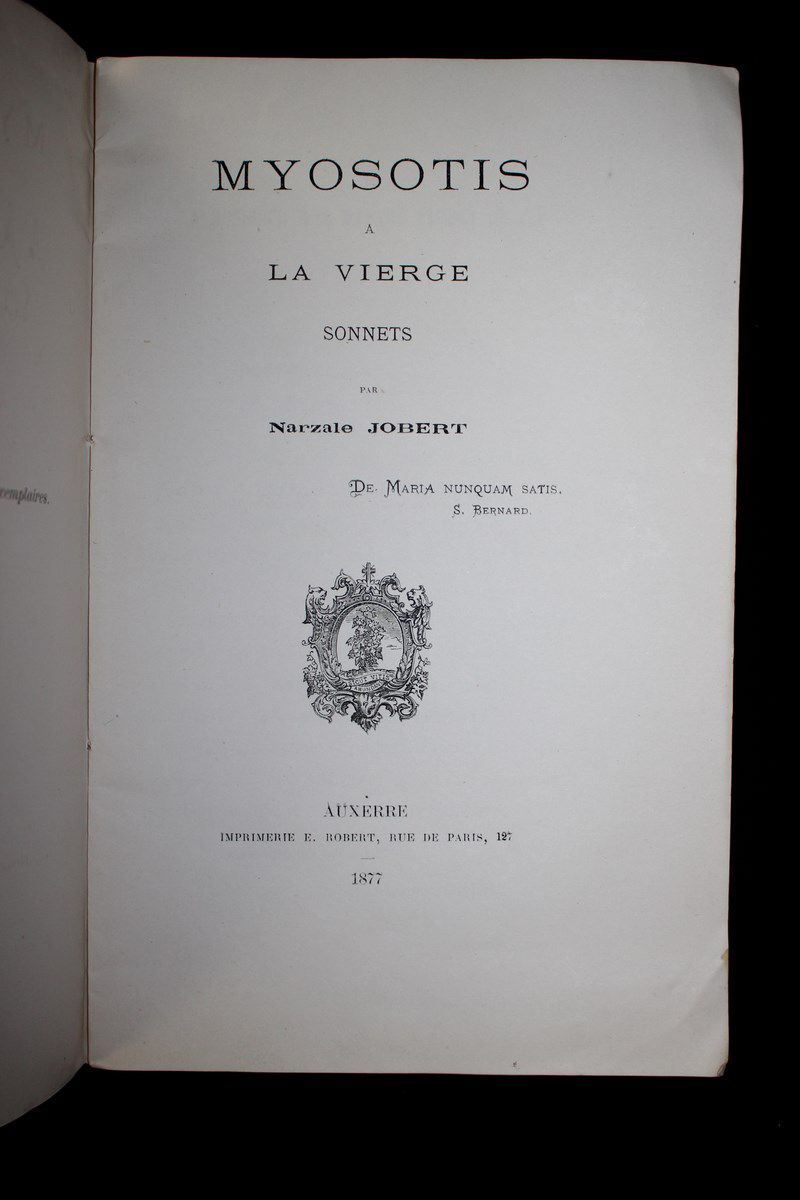 MYOSOTIS
A
LA VIERGE
SONNETS
PAR
Narzale JOBERT
DE MARIA NUNQUAM SATIS.
S. BERNARD.
AUXERRE
IMPRIMERIE E. ROBERT, RUE DE PARIS, 127
1877